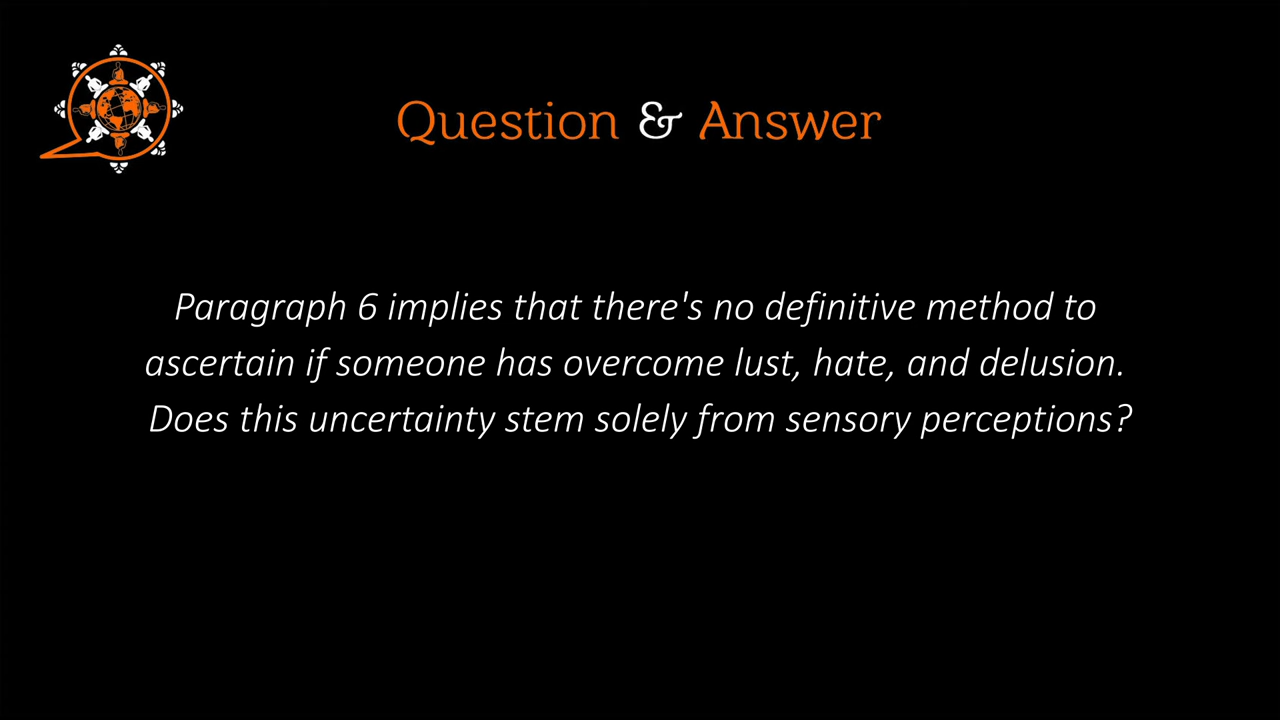 Question & Answer
Paragraph 6 implies that there's no definitive method to
ascertain if someone has overcome lust, hate, and delusion.
Does this uncertainty stem solely from sensory perceptions?